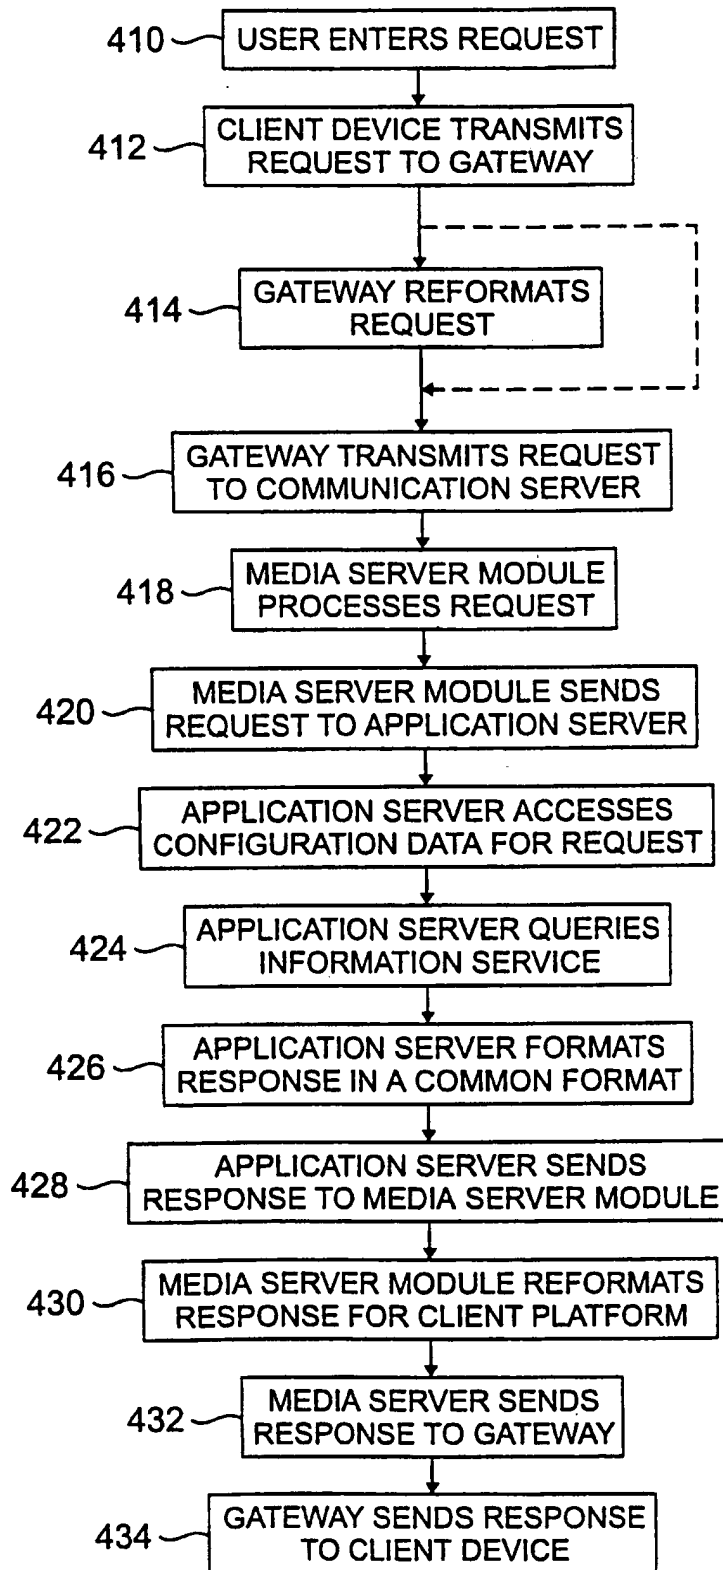 410 USER ENTERS REQUEST
412 CLIENT DEVICE TRANSMITS
REQUEST TO GATEWAY
414 GATEWAY REFORMATS
REQUEST
416 GATEWAY TRANSMITS REQUEST
TO COMMUNICATION SERVER
418 MEDIA SERVER MODULE
PROCESSES REQUEST
420 MEDIA SERVER MODULE SENDS
REQUEST TO APPLICATION SERVER
422 APPLICATION SERVER ACCESSES
CONFIGURATION DATA FOR REQUEST
424 APPLICATION SERVER QUERIES
INFORMATION SERVICE
426 APPLICATION SERVER FORMATS
RESPONSE IN A COMMON FORMAT
428 APPLICATION SERVER SENDS
RESPONSE TO MEDIA SERVER MODULE
430 MEDIA SERVER MODULE REFORMATS
RESPONSE FOR CLIENT PLATFORM
432 MEDIA SERVER SENDS
RESPONSE TO GATEWAY
434 GATEWAY SENDS RESPONSE
TO CLIENT DEVICE